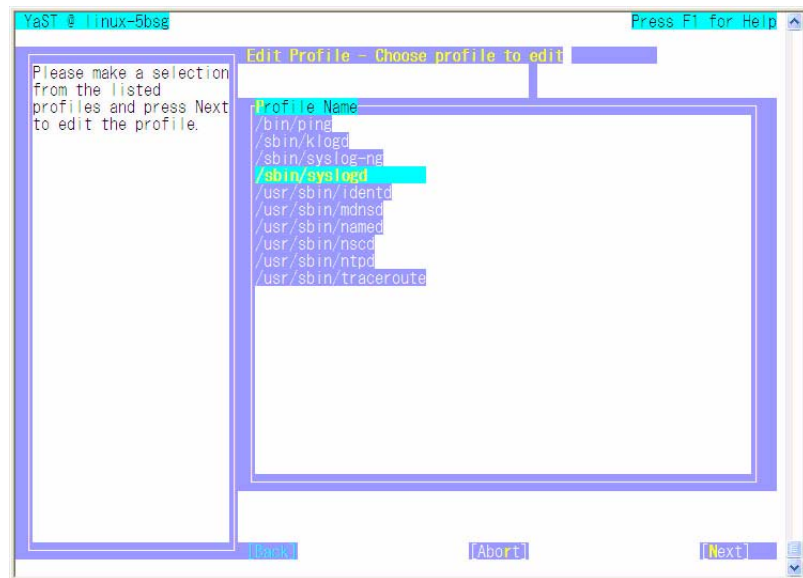 YaST @ linux-5bsg
Press F1 for Help
Please make a selection
from the listed
profiles and press Next
to edit the profile.
Edit Profile - Choose profile to edit
Profile Name
/bin/ping
/sbin/klogd
/sbin/syslog-ng
/sbin/syslogd
/usr/sbin/identd
/usr/sbin/mdnsd
/usr/sbin/named
/usr/sbin/nscd
/usr/sbin/ntpd
/usr/sbin/traceroute
[Back]
[Abort]
[Next]